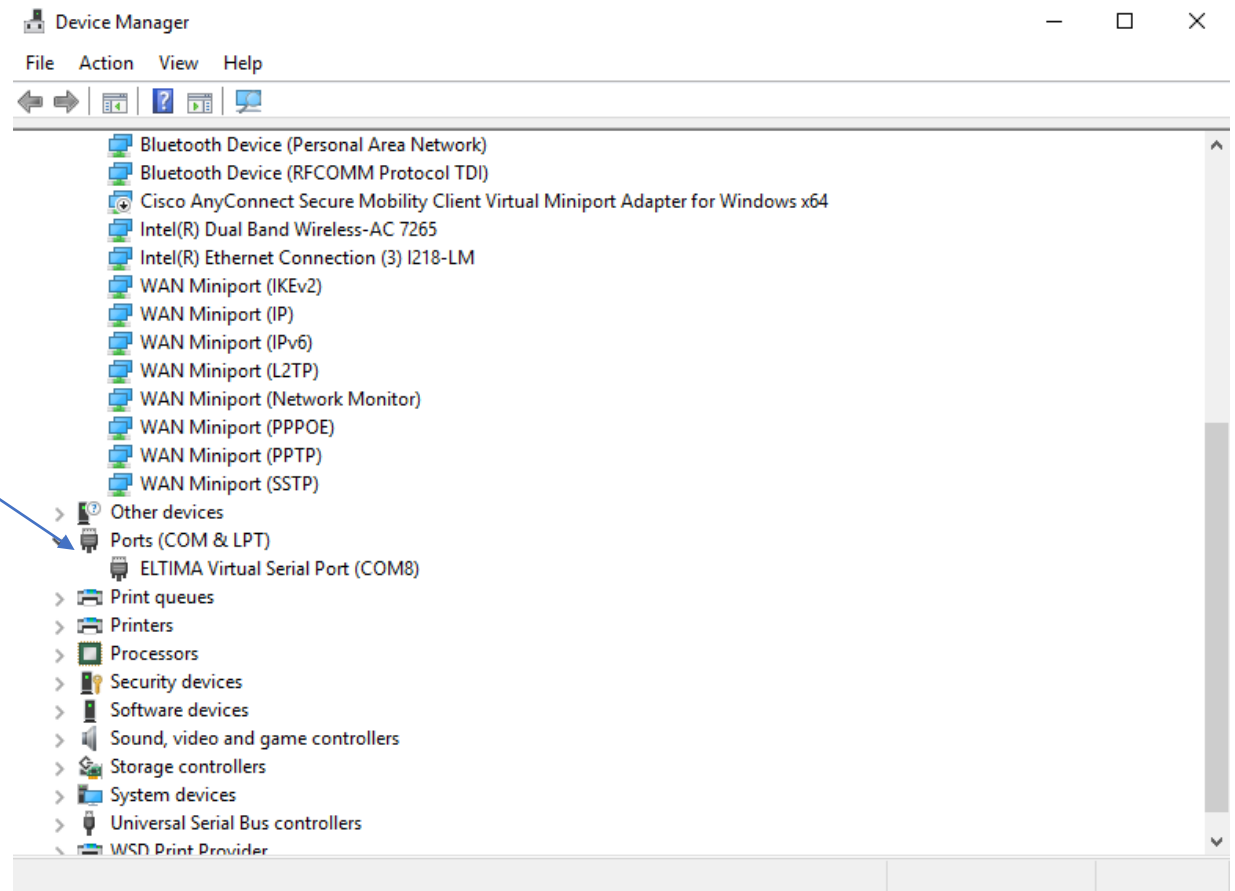 Device Manager
File Action View Help
Bluetooth Device (Personal Area Network)
Bluetooth Device (RFCOMM Protocol TDI)
Cisco AnyConnect Secure Mobility Client Virtual Miniport Adapter for Windows x64
Intel(R) Dual Band Wireless-AC 7265
Intel(R) Ethernet Connection (3) I218-LM
WAN Miniport (IKEv2)
WAN Miniport (IP)
WAN Miniport (IPv6)
WAN Miniport (L2TP)
WAN Miniport (Network Monitor)
WAN Miniport (PPPOE)
WAN Miniport (PPTP)
WAN Miniport (SSTP)
Other devices
Ports (COM & LPT)
ELTIMA Virtual Serial Port (COM8)
Print queues
Printers
Processors
Security devices
Software devices
Sound, video and game controllers
Storage controllers
System devices
Universal Serial Bus controllers
WSD Print Provider